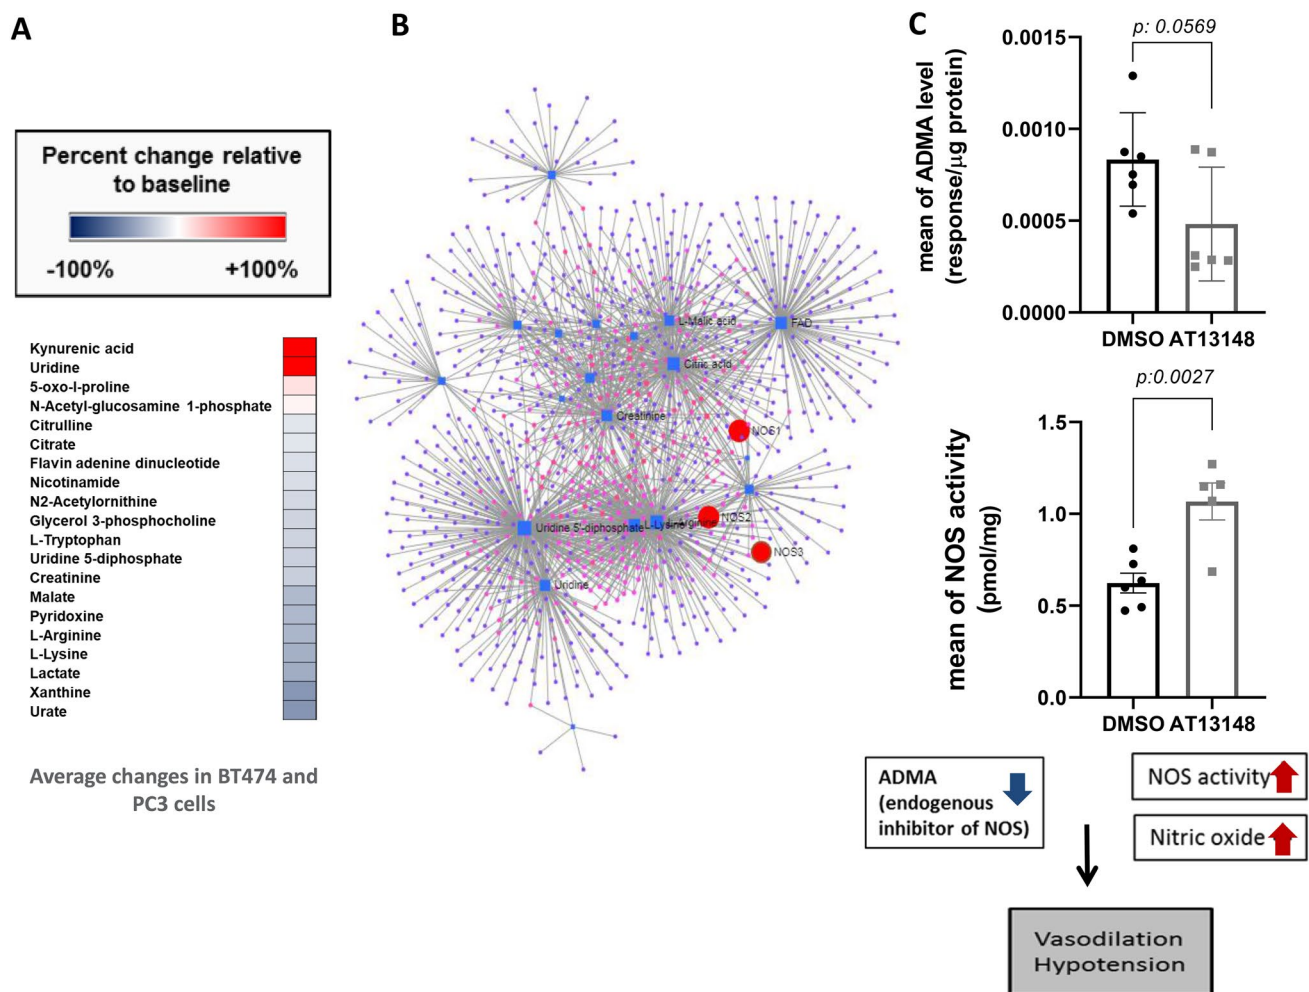 A
Percent change relative
to baseline
-100%
+100%
Kynurenic acid
Uridine
5-oxo-l-proline
N-Acetyl-glucosamine 1-phosphate
Citrulline
Citrate
Flavin adenine dinucleotide
Nicotinamide
N2-Acetylornithine
Glycerol 3-phosphocholine
L-Tryptophan
Uridine 5-diphosphate
Creatinine
Malate
Pyridoxine
L-Arginine
L-Lysine
Lactate
Xanthine
Urate
Average changes in BT474 and
PC3 cells
B
L-Malic acid
FAD
Citric acid
Creatinine
NOS1
NOS2
Uridine 5'-diphosphate
L-Lysine
Arginine
NOS3
Uridine
C
p: 0.0569
mean of ADMA level
(response/µg protein)
0.0015
0.0010
0.0005
0.0000
DMSO AT13148
p:0.0027
mean of NOS activity
(pmol/mg)
1.5
1.0
0.5
0.0
DMSO AT13148
ADMA
(endogenous
inhibitor of NOS)
NOS activity
Nitric oxide
Vasodilation
Hypotension